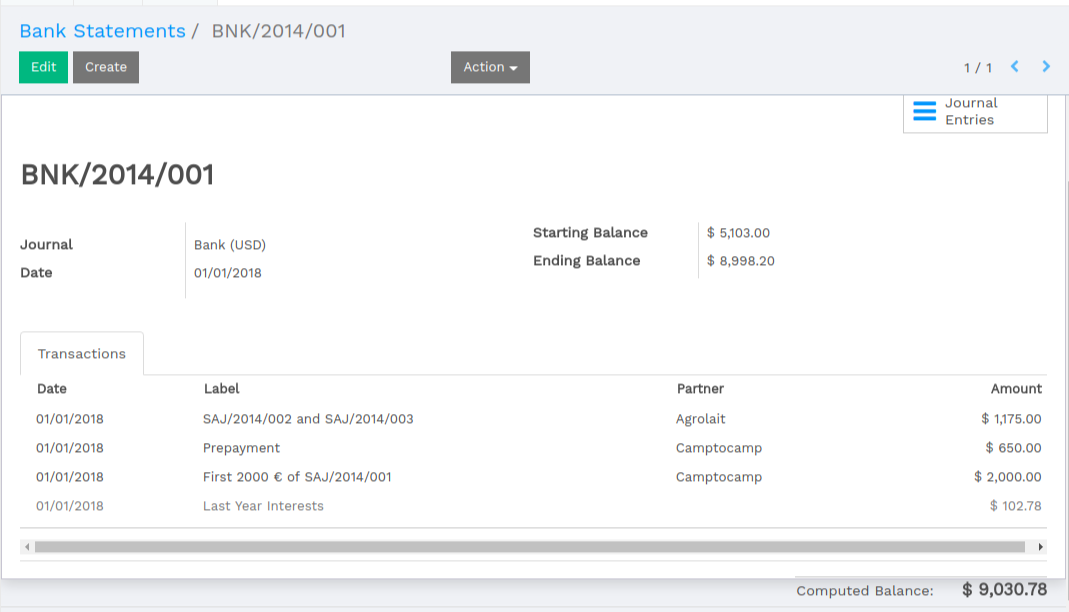 Bank Statements / BNK/2014/001
Edit Create Action 1 / 1
Journal
Entries
BNK/2014/001
Starting Balance $ 5,103.00
Journal Bank (USD)
Ending Balance $ 8,998.20
Date 01/01/2018
Transactions
Date Label Partner Amount
01/01/2018 SAJ/2014/002 and SAJ/2014/003 Agrolait $ 1,175.00
01/01/2018 Prepayment Camptocamp $ 650.00
01/01/2018 First 2000 € of SAJ/2014/001 Camptocamp $ 2,000.00
01/01/2018 Last Year Interests $ 102.78
Computed Balance: $ 9,030.78